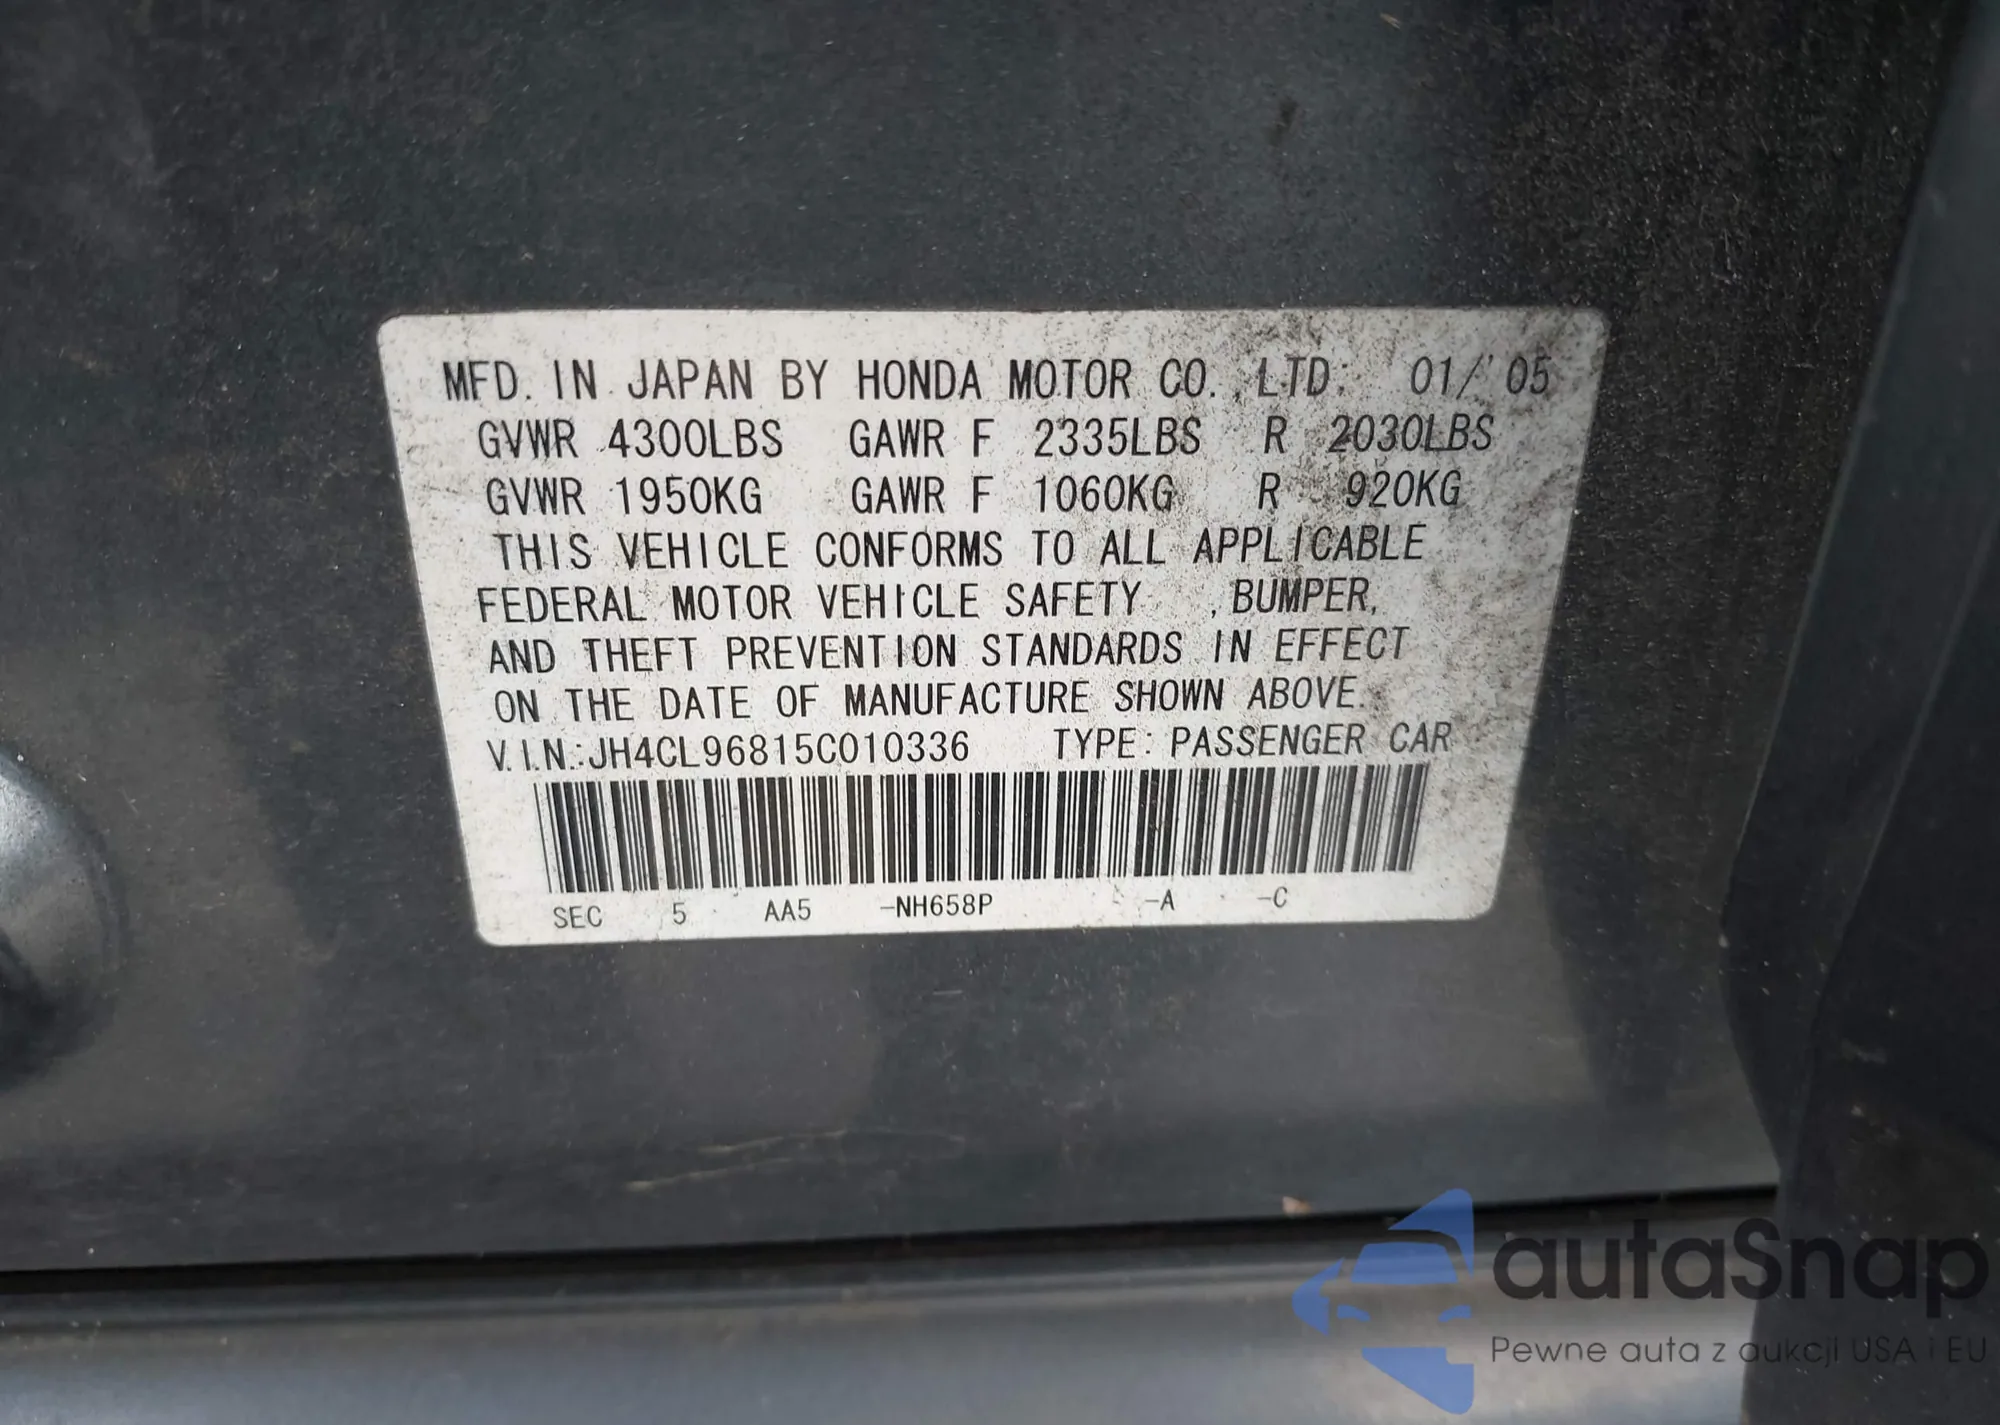 MFD. IN JAPAN BY HONDA MOTOR CO., LTD. 01/'05
GVWR 4300LBS GAWR F 2335LBS R 2030LBS
GVWR 1950KG GAWR F 1060KG R 920KG
THIS VEHICLE CONFORMS TO ALL APPLICABLE
FEDERAL MOTOR VEHICLE SAFETY , BUMPER,
AND THEFT PREVENTION STANDARDS IN EFFECT
ON THE DATE OF MANUFACTURE SHOWN ABOVE.
V.I.N.:JH4CL96815C010336 TYPE: PASSENGER CAR
SEC 5 AA5 -NH658P -A -C
autaSnap
Pewne auta z aukcji USA i EU